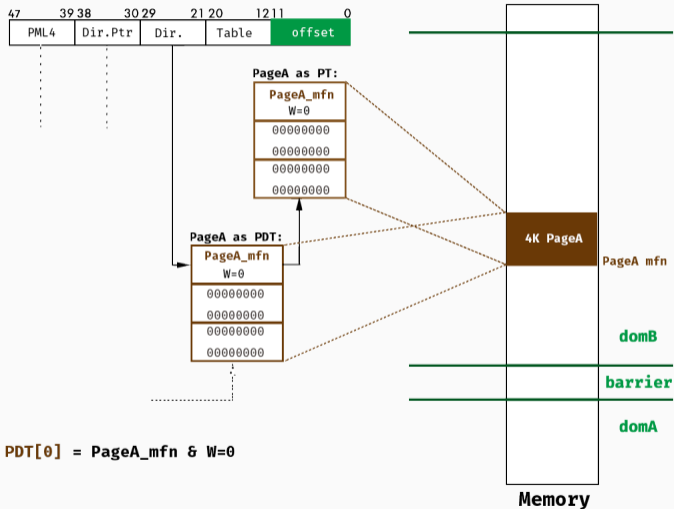 47 39 38 30 29 21 20 12 11 0
PML4 Dir.Ptr Dir. Table offset
PageA as PT:
PageA_mfn
W=0
00000000
00000000
00000000
00000000
4K PageA
PageA as PDT:
PageA_mfn
W=0
00000000
00000000
00000000
00000000
PageA mfn
domB
barrier
domA
PDT[0] = PageA_mfn & W=0
Memory